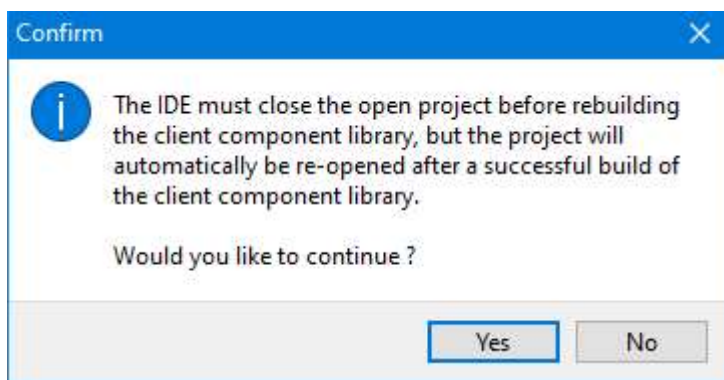 Confirm
The IDE must close the open project before rebuilding
the client component library, but the project will
automatically be re-opened after a successful build of
the client component library.
Would you like to continue ?
Yes
No